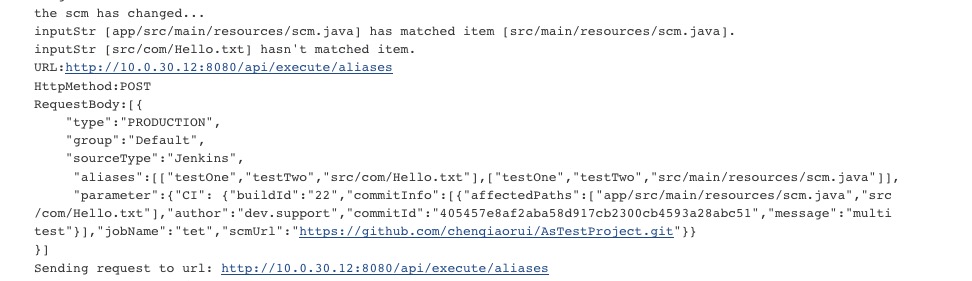 the scm has changed...
inputStr [app/src/main/resources/scm.java] has matched item [src/main/resources/scm.java].
inputStr [src/com/Hello.txt] hasn't matched item.
URL:http://10.0.30.12:8080/api/execute/aliases
HttpMethod:POST
RequestBody:[{
    "type":"PRODUCTION",
    "group":"Default",
    "sourceType":"Jenkins",
     "aliases":[["testOne","testTwo","src/com/Hello.txt"],["testOne","testTwo","src/main/resources/scm.java"]],
     "parameter":{"CI": {"buildId":"22","commitInfo":[{"affectedPaths":["app/src/main/resources/scm.java","src
/com/Hello.txt"],"author":"dev.support","commitId":"405457e8af2aba58d917cb2300cb4593a28abc51","message":"multi
test"}],"jobName":"tet","scmUrl":"https://github.com/chenqiaorui/AsTestProject.git"}}
}]
Sending request to url: http://10.0.30.12:8080/api/execute/aliases